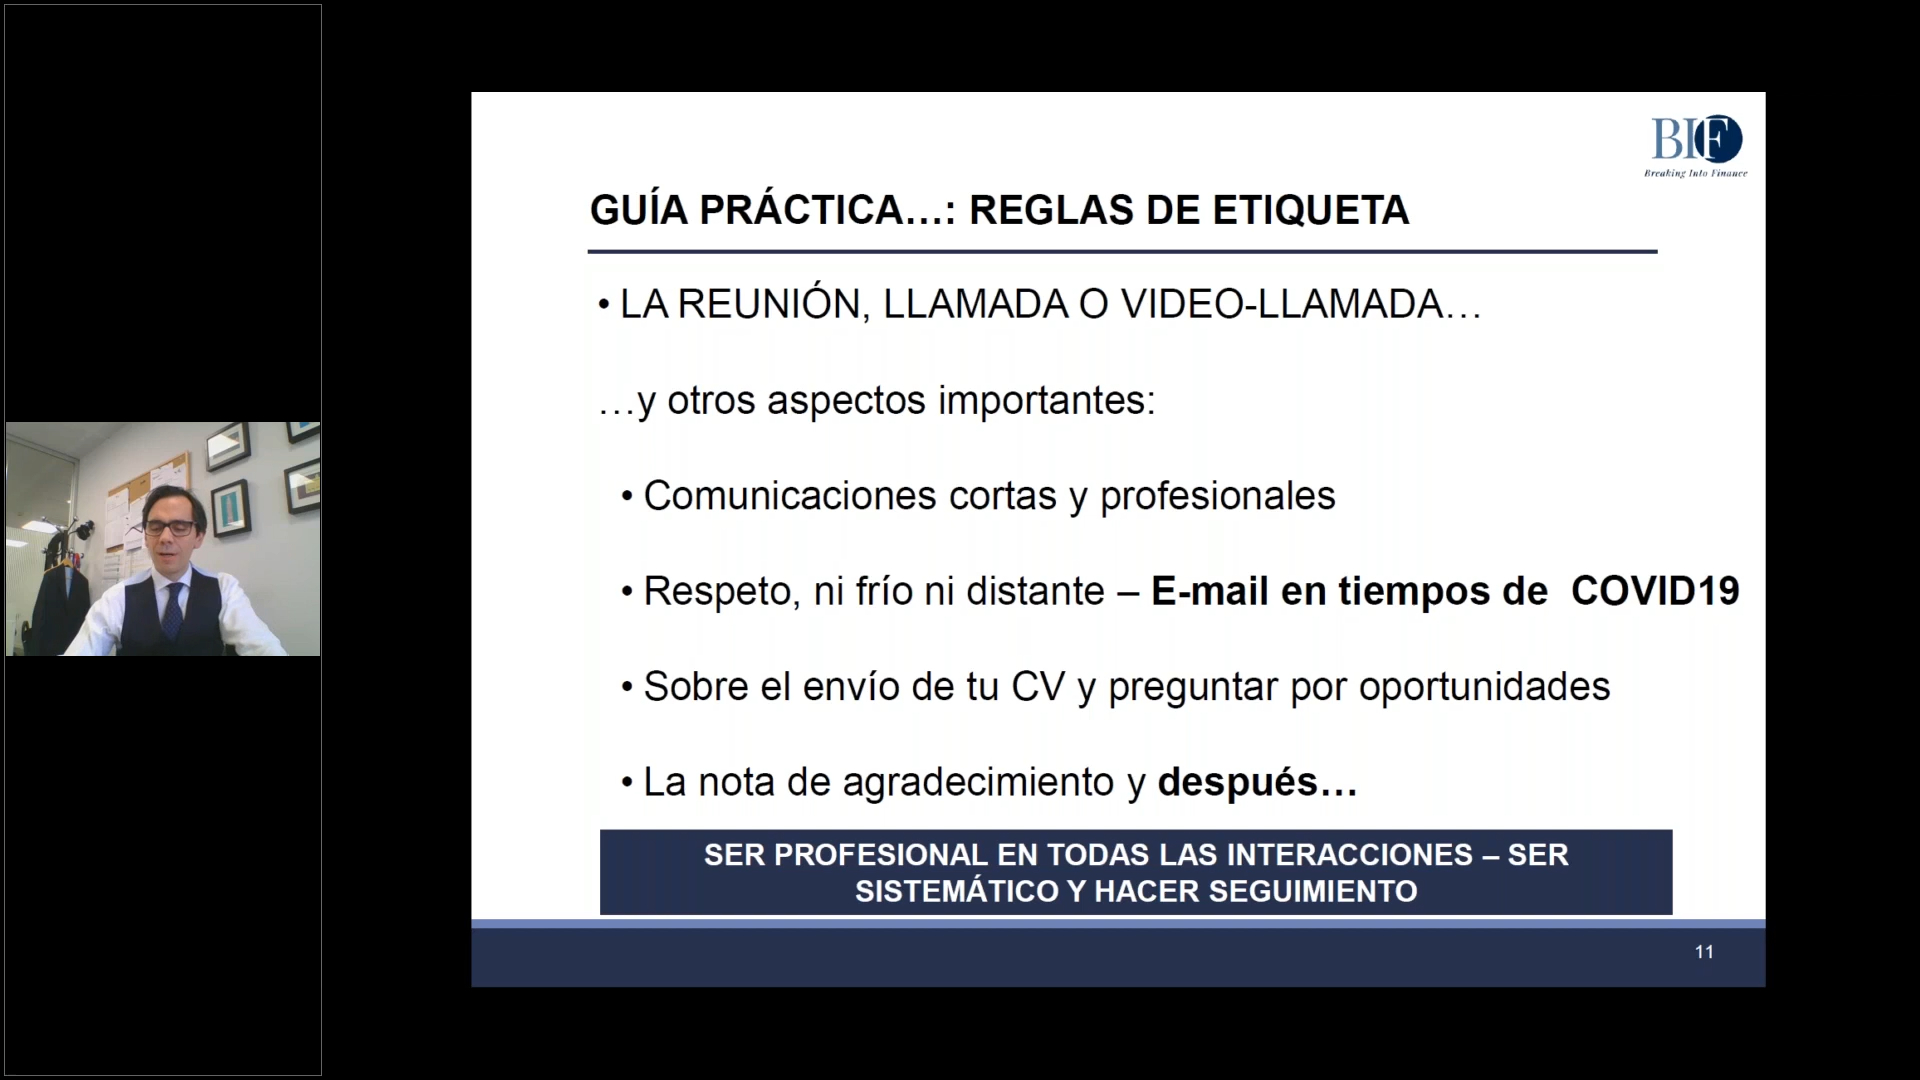 BIF
Breaking Into Finance
GUÍA PRÁCTICA…: REGLAS DE ETIQUETA
• LA REUNIÓN, LLAMADA O VIDEO-LLAMADA…
…y otros aspectos importantes:
• Comunicaciones cortas y profesionales
• Respeto, ni frío ni distante – E-mail en tiempos de COVID19
• Sobre el envío de tu CV y preguntar por oportunidades
• La nota de agradecimiento y después…
SER PROFESIONAL EN TODAS LAS INTERACCIONES – SER
SISTEMÁTICO Y HACER SEGUIMIENTO
11